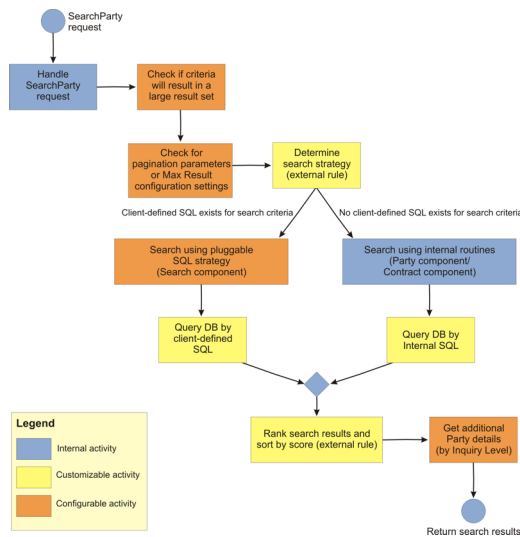 SearchParty
request
Handle
SearchParty
request
Check if criteria
will result in a
large result set
Check for
pagination parameters
or Max Result
configuration settings
Determine
search strategy
(external rule)
Client-defined SQL exists for search criteria
No client-defined SQL exists for search criteria
Search using pluggable
SQL strategy
(Search component)
Search using internal routines
(Party component/
Contract component)
Query DB by
client-defined
SQL
Query DB by
Internal SQL
Rank search results and
sort by score (external rule)
Get additional
Party details
(by Inquiry Level)
Return search results
Legend
Internal activity
Customizable activity
Configurable activity